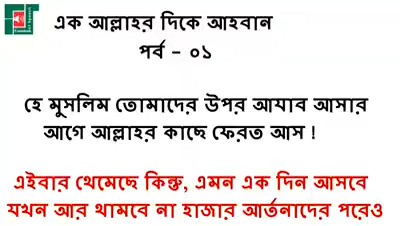 এক আল্লাহর দিকে আহবান
পর্ব – ০১
হে মুসলিম তোমাদের উপর আযাব আসার
আগে আল্লাহর কাছে ফেরত আস !
এইবার থেমেছে কিন্তু, এমন এক দিন আসবে
যখন আর থামবে না হাজার আর্তনাদের পরেও